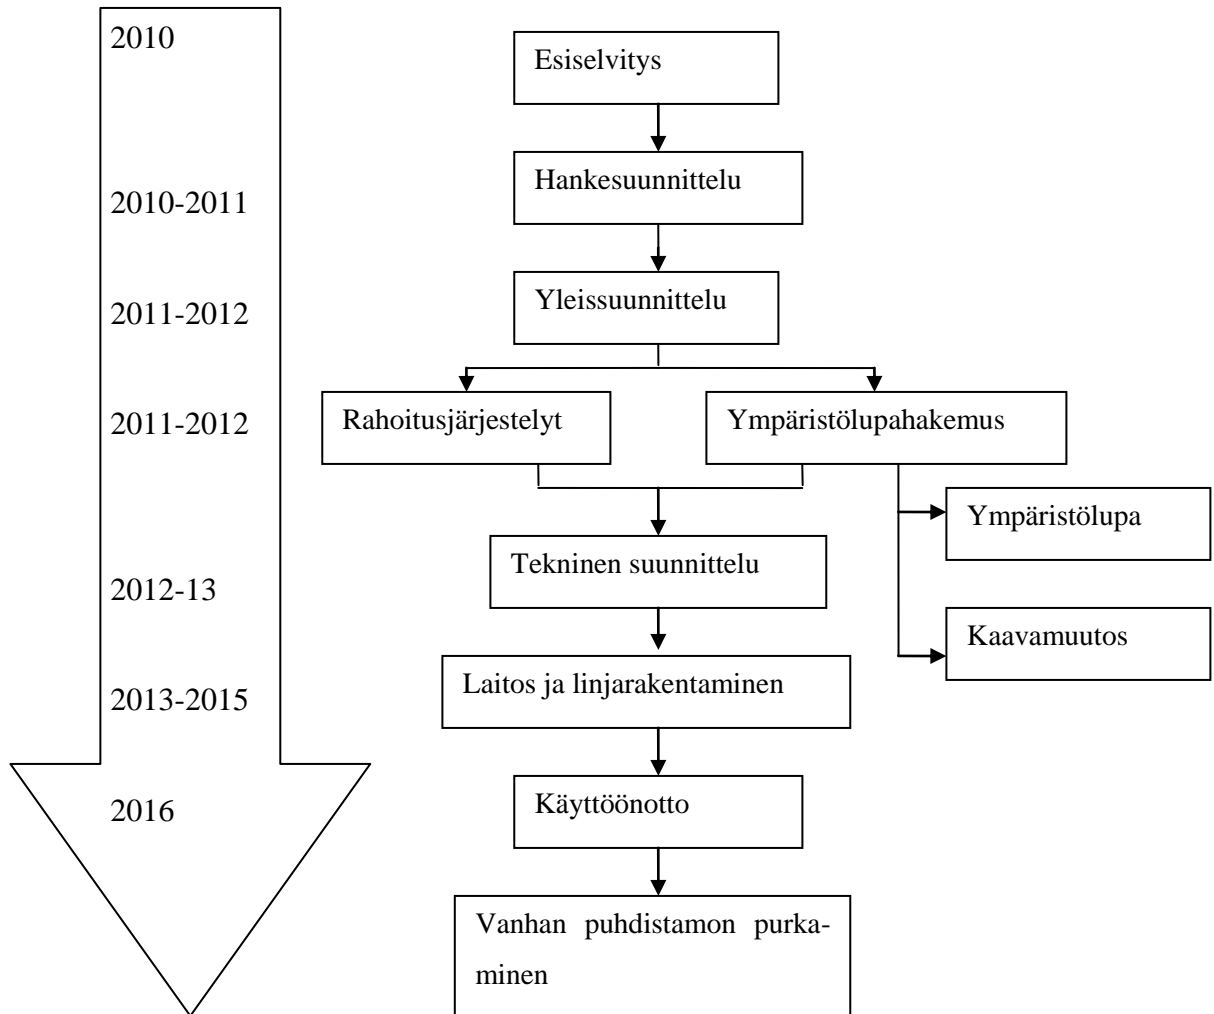 2010
Esiselvitys
Hankesuunnittelu
2010-2011
Yleissuunnittelu
2011-2012
Rahoitusjärjestelyt
Ympäristölupahakemus
2011-2012
Ympäristölupa
Tekninen suunnittelu
2012-13
Kaavamuutos
Laitos ja linjarakentaminen
2013-2015
Käyttöönotto
2016
Vanhan puhdistamon purka-
minen